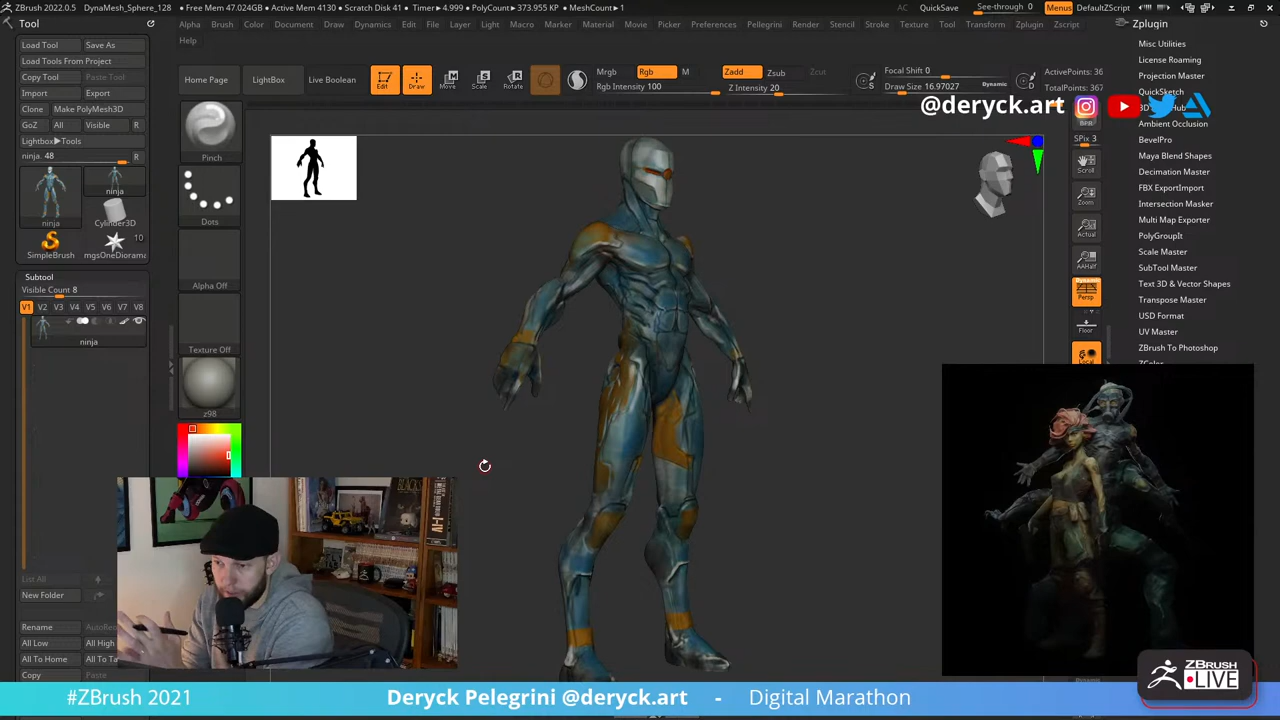 ZBrush 2022.0.5 DynaMesh_Sphere_128 • Free Mem 47.024GB • Active Mem 4130 • Scratch Disk 41 • Timer▸4.999 • PolyCount▸373.955 KP • MeshCount▸1 AC QuickSave See-through 0 Menus DefaultZScript
Alpha Brush Color Document Draw Dynamics Edit File Layer Light Macro Marker Material Movie Picker Preferences Pellegrini Render Stencil Stroke Texture Tool Transform Zplugin Zscript
Help
Tool
Load Tool Save As
Load Tools From Project
Copy Tool Paste Tool
Import Export
Clone Make PolyMesh3D
GoZ All Visible R
Lightbox▸Tools
ninja. 48 R
ninja
ninja
Cylinder3D
SimpleBrush
10
mgsOneDiorama
Subtool
Visible Count 8
V1 V2 V3 V4 V5 V6 V7 V8
ninja
List All
New Folder
Rename
All Low All High
All To Home
Copy Paste
Home Page LightBox Live Boolean Edit Draw Move Scale Rotate
Mrgb Rgb M
Rgb Intensity 100
Zadd Zsub Zcut
Z Intensity 20
S
Focal Shift 0
Draw Size 16.97027 Dynamic
D
Pinch
Dots
Alpha Off
Texture Off
z98
@deryck.art
BPR
SPix 3
Scroll
Zoom
Actual
AAHalf
Dynamic
Persp
Floor
Local
Dynamic
Zplugin
Misc Utilities
License Roaming
Projection Master
QuickSketch
Ambient Occlusion
BevelPro
Maya Blend Shapes
Decimation Master
FBX ExportImport
Intersection Masker
Multi Map Exporter
PolyGroupIt
Scale Master
SubTool Master
Text 3D & Vector Shapes
Transpose Master
USD Format
UV Master
ZBrush To Photoshop
ZBRUSH
LIVE
#ZBrush 2021 Deryck Pelegrini @deryck.art - Digital Marathon